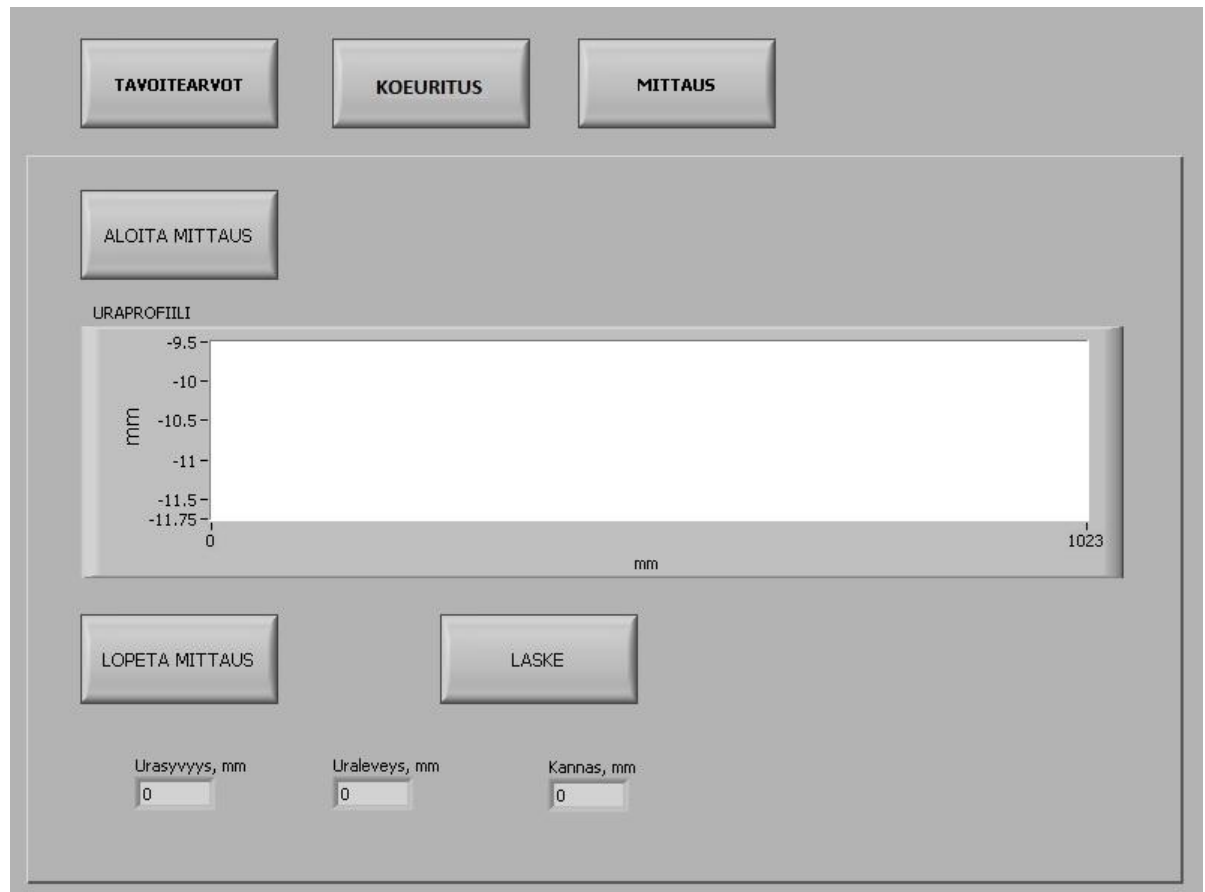 TAVOITEARVOT
KOEURITUS
MITTAUS
ALOITA MITTAUS
URAPROFIILI
-9.5
-10
-10.5
-11
-11.5
-11.75
mm
0
1023
mm
LOPETA MITTAUS
LASKE
Urasyvyys, mm
Uraleveys, mm
Kannas, mm
0
0
0